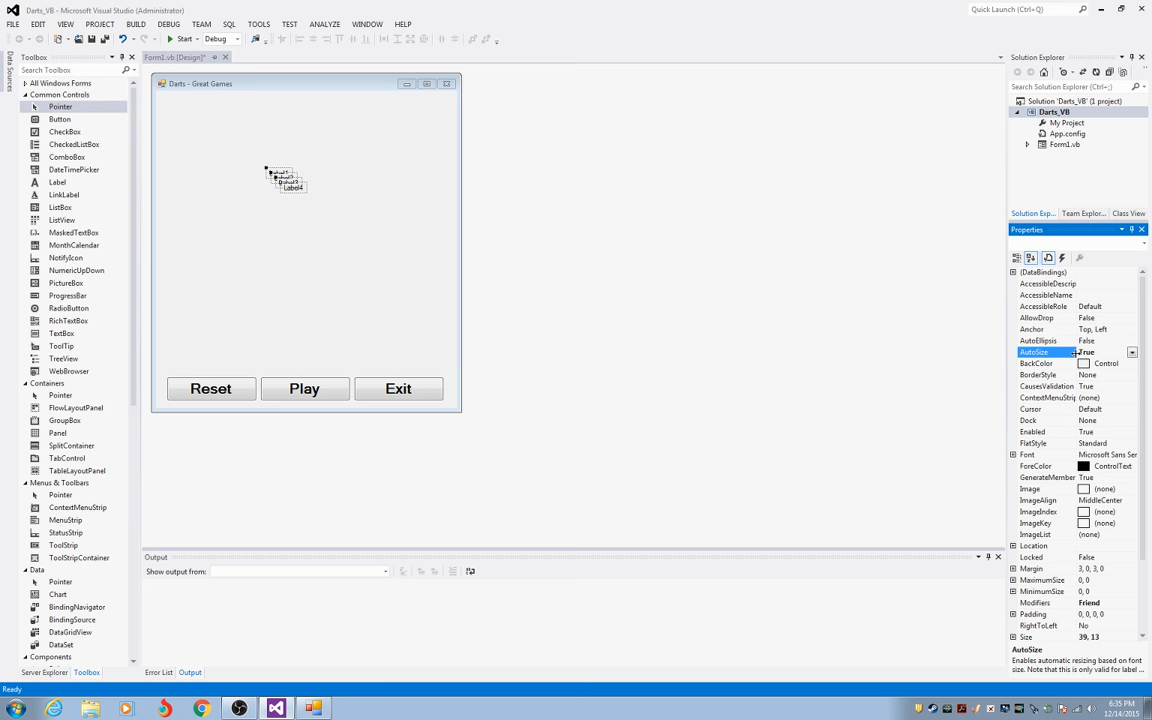 Darts_VB - Microsoft Visual Studio (Administrator)
Quick Launch (Ctrl+;)
FILE EDIT VIEW PROJECT BUILD DEBUG TEAM SQL TOOLS TEST ANALYZE WINDOW HELP
Start Debug
Data Sources
Toolbox
Search Toolbox
All Windows Forms
Common Controls
Pointer
Button
CheckBox
CheckedListBox
ComboBox
DateTimePicker
Label
LinkLabel
ListBox
ListView
MaskedTextBox
MonthCalendar
NotifyIcon
NumericUpDown
PictureBox
ProgressBar
RadioButton
RichTextBox
TextBox
ToolTip
TreeView
WebBrowser
Containers
Pointer
FlowLayoutPanel
GroupBox
Panel
SplitContainer
TabControl
TableLayoutPanel
Menus & Toolbars
Pointer
ContextMenuStrip
MenuStrip
StatusStrip
ToolStrip
ToolStripContainer
Data
Pointer
Chart
BindingNavigator
BindingSource
DataGridView
DataSet
Components
Server Explorer Toolbox
Form1.vb [Design]*
Darts - Great Games
Label4
Reset Play Exit
Output
Show output from:
Error List Output
Solution Explorer
Search Solution Explorer (Ctrl+;)
Solution 'Darts_VB' (1 project)
Darts_VB
My Project
App.config
Form1.vb
Solution Exp... Team Explor... Class View
Properties
(DataBindings)
AccessibleDescrip
AccessibleName
AccessibleRole Default
AllowDrop False
Anchor Top, Left
AutoEllipsis False
AutoSize True
BackColor Control
BorderStyle None
CausesValidation True
ContextMenuStrip (none)
Cursor Default
Dock None
Enabled True
FlatStyle Standard
Font Microsoft Sans Ser
ForeColor ControlText
GenerateMember True
Image (none)
ImageAlign MiddleCenter
ImageIndex (none)
ImageKey (none)
ImageList (none)
Location
Locked False
Margin 3, 0, 3, 0
MaximumSize 0, 0
MinimumSize 0, 0
Modifiers Friend
Padding 0, 0, 0, 0
RightToLeft No
Size 39, 13
AutoSize
Enables automatic resizing based on font
size. Note that this is only valid for label ...
Ready
6:35 PM
12/14/2015